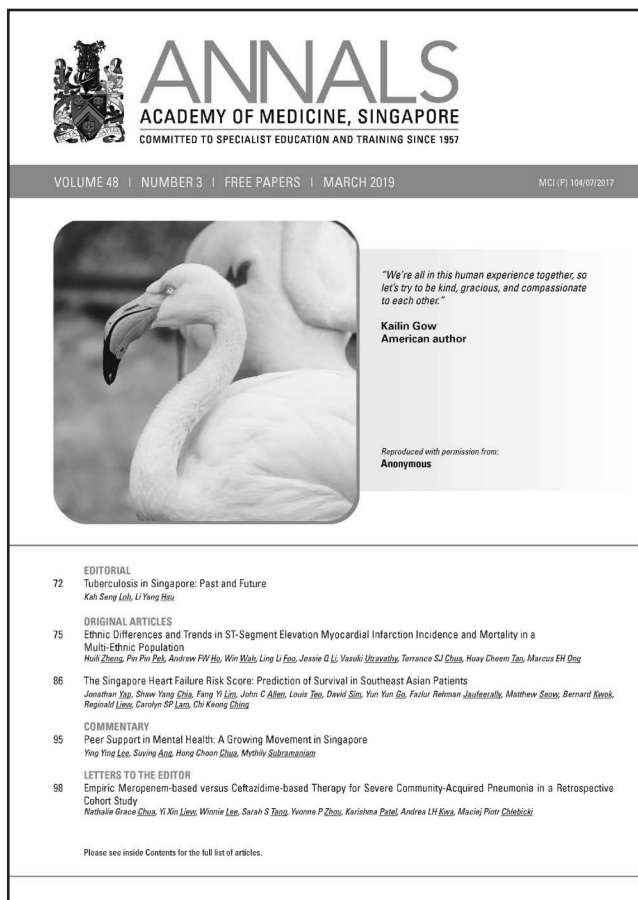 ANNALS
ACADEMY OF MEDICINE, SINGAPORE
COMMITTED TO SPECIALIST EDUCATION AND TRAINING SINCE 1957
VOLUME 48 | NUMBER 3 | FREE PAPERS | MARCH 2019 MCI (P) 104/07/2017
"We're all in this human experience together, so
let's try to be kind, gracious, and compassionate
to each other."
Kailin Gow
American author
Reproduced with permission from:
Anonymous
EDITORIAL
72 Tuberculosis in Singapore: Past and Future
Kah Seng Loh, Li Yang Hsu
ORIGINAL ARTICLES
75 Ethnic Differences and Trends in ST-Segment Elevation Myocardial Infarction Incidence and Mortality in a
Multi-Ethnic Population
Huili Zheng, Pin Pin Pek, Andrew FW Ho, Win Wah, Ling Li Foo, Jessie Q Li, Vasuki Utravathy, Terrance SJ Chua, Huay Cheem Tan, Marcus EH Ong
86 The Singapore Heart Failure Risk Score: Prediction of Survival in Southeast Asian Patients
Jonathan Yap, Shaw Yang Chia, Fang Yi Lim, John C Allen, Louis Teo, David Sim, Yun Yun Go, Fazlur Rehman Jaufeerally, Matthew Seow, Bernard Kwok,
Reginald Liew, Carolyn SP Lam, Chi Keong Ching
COMMENTARY
95 Peer Support in Mental Health: A Growing Movement in Singapore
Ying Ying Lee, Suying Ang, Hong Choon Chua, Mythily Subramaniam
LETTERS TO THE EDITOR
98 Empiric Meropenem-based versus Ceftazidime-based Therapy for Severe Community-Acquired Pneumonia in a Retrospective
Cohort Study
Nathalie Grace Chua, Yi Xin Liew, Winnie Lee, Sarah S Tang, Yvonne P Zhou, Karishma Patel, Andrea LH Kwa, Maciej Piotr Chlebicki
Please see inside Contents for the full list of articles.